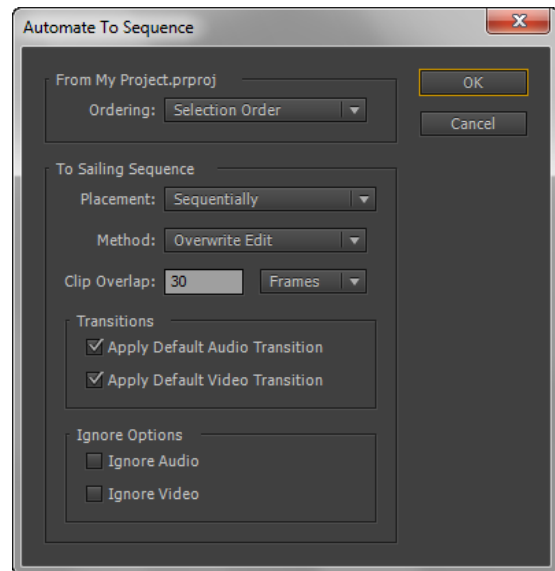 Automate To Sequence
From My Project.prproj
OK
Ordering: Selection Order
Cancel
To Sailing Sequence
Placement: Sequentially
Method: Overwrite Edit
Clip Overlap: 30 Frames
Transitions
Apply Default Audio Transition
Apply Default Video Transition
Ignore Options
Ignore Audio
Ignore Video